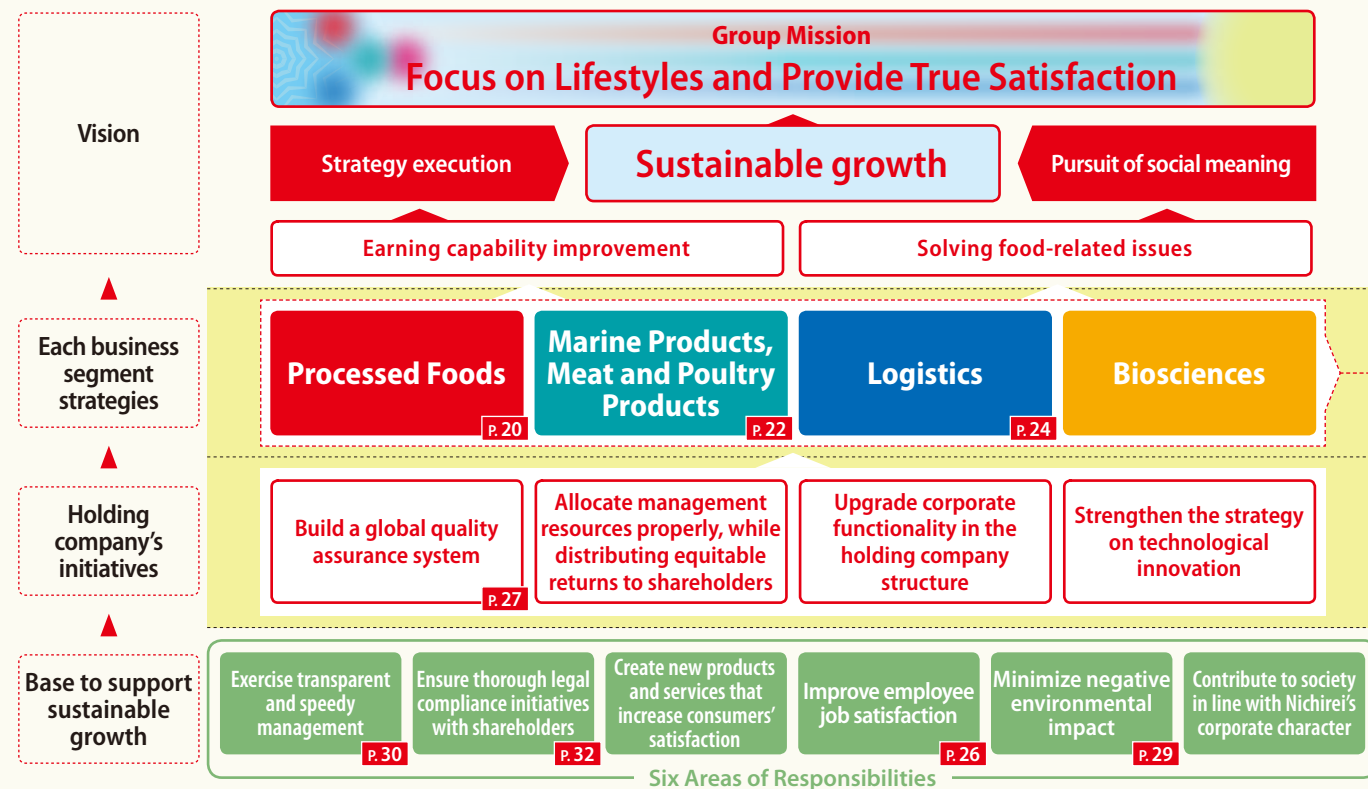 Group Mission
Focus on Lifestyles and Provide True Satisfaction
Vision
Strategy execution
Sustainable growth
Pursuit of social meaning
Earning capability improvement
Solving food-related issues
Each business
segment
strategies
Processed Foods
P. 20
Marine Products,
Meat and Poultry
Products
P. 22
Logistics
P. 24
Biosciences
Holding
company’s
initiatives
Build a global quality
assurance system
P. 27
Allocate management
resources properly, while
distributing equitable
returns to shareholders
Upgrade corporate
functionality in the
holding company
structure
Strengthen the strategy
on technological
innovation
Base to support
sustainable
growth
Exercise transparent
and speedy
management
P. 30
Ensure thorough legal
compliance initiatives
with shareholders
P. 32
Create new products
and services that
increase consumers’
satisfaction
Improve employee
job satisfaction
P. 26
Minimize negative
environmental
impact
P. 29
Contribute to society
in line with Nichirei’s
corporate character
Six Areas of Responsibilities